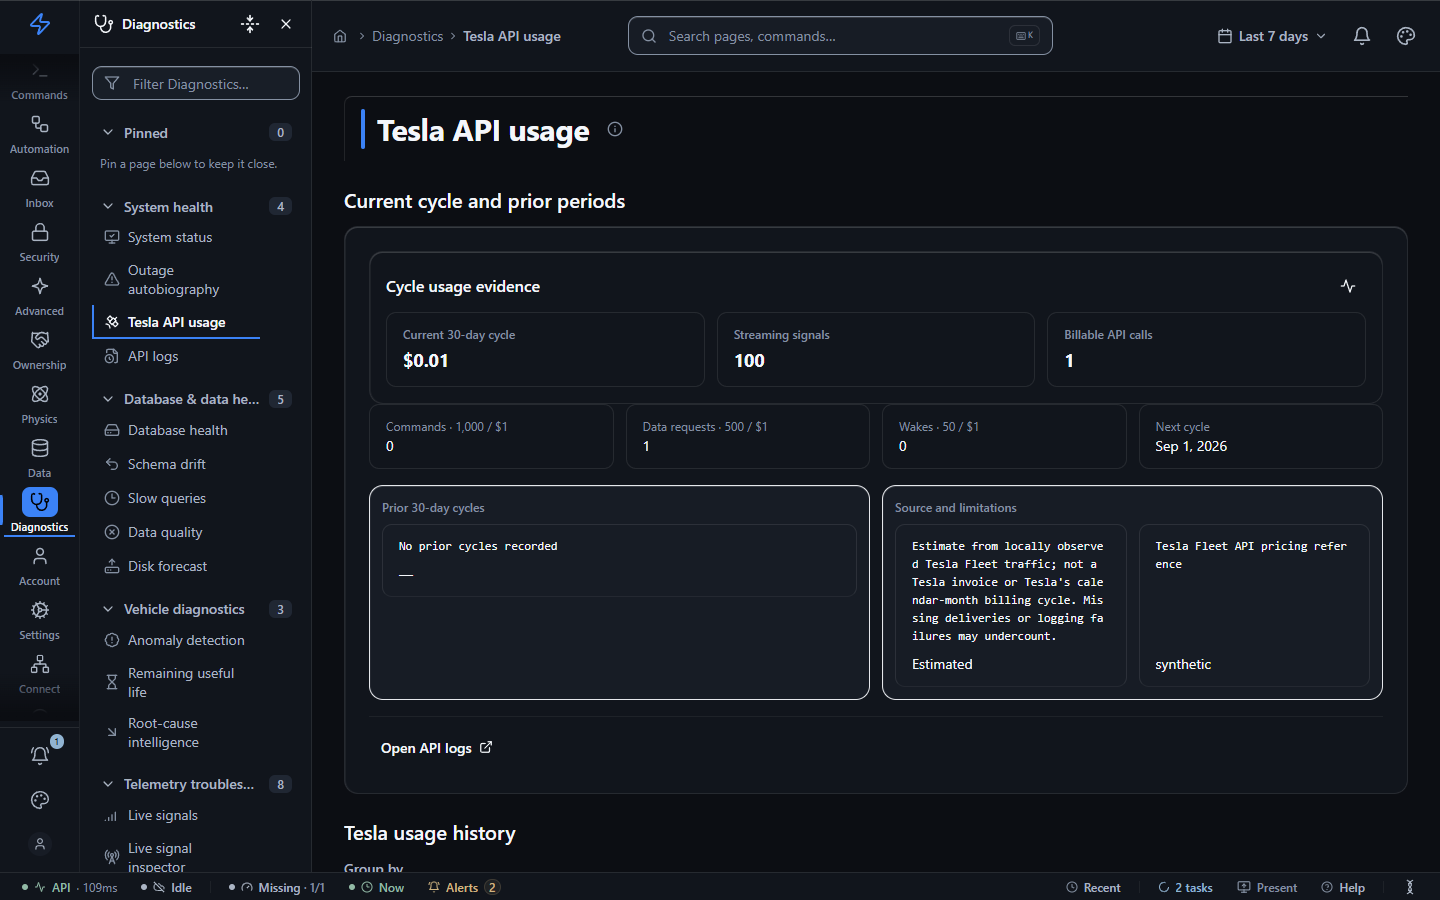 Diagnostics
Diagnostics
Tesla API usage
Search pages, commands...
K
Last 7 days
Commands
Automation
Inbox
Security
Advanced
Ownership
Physics
Data
Diagnostics
Account
Settings
Connect
1
Filter Diagnostics...
Pinned
0
Pin a page below to keep it close.
System health
4
System status
Outage
autobiography
Tesla API usage
API logs
Database & data he...
5
Database health
Schema drift
Slow queries
Data quality
Disk forecast
Vehicle diagnostics
3
Anomaly detection
Remaining useful
life
Root-cause
intelligence
Telemetry troubles...
8
Live signals
Live signal
inspector
Tesla API usage
Current cycle and prior periods
Cycle usage evidence
Current 30-day cycle
$0.01
Streaming signals
100
Billable API calls
1
Commands · 1,000 / $1
0
Data requests · 500 / $1
1
Wakes · 50 / $1
0
Next cycle
Sep 1, 2026
Prior 30-day cycles
No prior cycles recorded
—
Source and limitations
Estimate from locally observe
d Tesla Fleet traffic; not a
Tesla invoice or Tesla's cale
ndar-month billing cycle. Mis
sing deliveries or logging fa
ilures may undercount.
Estimated
Tesla Fleet API pricing refer
ence
synthetic
Open API logs
Tesla usage history
Group by
API · 109ms
Idle
Missing · 1/1
Now
Alerts 2
Recent
2 tasks
Present
Help